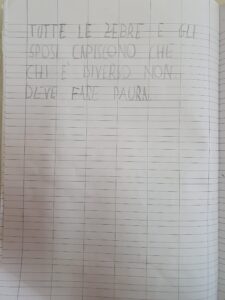 TUTTE LE ZEBRE E GLI
SPOSI CAPISCONO CHE
CHI È DIVERSO NON
DEVE FARE PAURA.